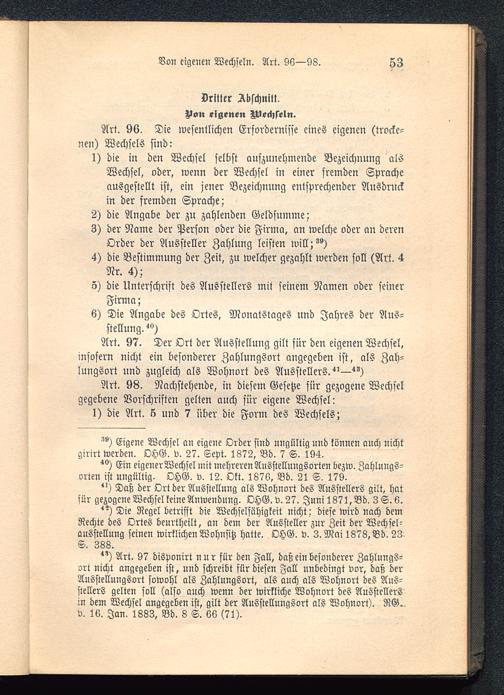 Von eigenen Wechseln. Art. 96—98. 53
Dritter Abschnitt.
Von eigenen Wechseln.
Art. 96. Die wesentlichen Erfordernisse eines eigenen (trocke-
nen) Wechsels sind:
1) die in den Wechsel selbst aufzunehmende Bezeichnung als
Wechsel, oder, wenn der Wechsel in einer fremden Sprache
ausgestellt ist, ein jener Bezeichnung entsprechender Ausdruck
in der fremden Sprache;
2) die Angabe der zu zahlenden Geldsumme;
3) der Name der Person oder die Firma, an welche oder an deren
Order der Aussteller Zahlung leisten will; 39)
4) die Bestimmung der Zeit, zu welcher gezahlt werden soll (Art. 4
Nr. 4);
5) die Unterschrift des Ausstellers mit seinem Namen oder seiner
Firma;
6) Die Angabe des Ortes, Monatstages und Jahres der Aus-
stellung. 40)
Art. 97. Der Ort der Ausstellung gilt für den eigenen Wechsel,
insofern nicht ein besonderer Zahlungsort angegeben ist, als Zah-
lungsort und zugleich als Wohnort des Ausstellers. 41—43)
Art. 98. Nachstehende, in diesem Gesetze für gezogene Wechsel
gegebene Vorschriften gelten auch für eigene Wechsel:
1) die Art. 5 und 7 über die Form des Wechsels;
39) Eigene Wechsel an eigene Order sind ungültig und können auch nicht
girirt werden. OHG. v. 27. Sept. 1872, Bd. 7 S. 194.
40) Ein eigener Wechsel mit mehreren Ausstellungsorten bezw. Zahlungs-
orten ist ungültig. OHG. v. 12. Okt. 1876, Bd. 21 S. 179.
41) Daß der Ort der Ausstellung als Wohnort des Ausstellers gilt, hat
für gezogene Wechsel keine Anwendung. OHG. v. 27. Juni 1871, Bd. 3 S. 6.
42) Die Regel betrifft die Wechselfähigkeit nicht; diese wird nach dem
Rechte des Ortes beurtheilt, an dem der Aussteller zur Zeit der Wechsel-
ausstellung seinen wirklichen Wohnsitz hatte. OHG. v. 3. Mai 1878, Bd. 23
S. 388.
43) Art. 97 disponirt nur für den Fall, daß ein besonderer Zahlungs-
ort nicht angegeben ist, und schreibt für diesen Fall unbedingt vor, daß der
Ausstellungsort sowohl als Zahlungsort, als auch als Wohnort des Aus-
stellers gelten soll (also auch wenn der wirkliche Wohnort des Ausstellers
in dem Wechsel angegeben ist, gilt der Ausstellungsort als Wohnort). RG.
v. 16. Jan. 1883, Bd. 8 S. 66 (71).